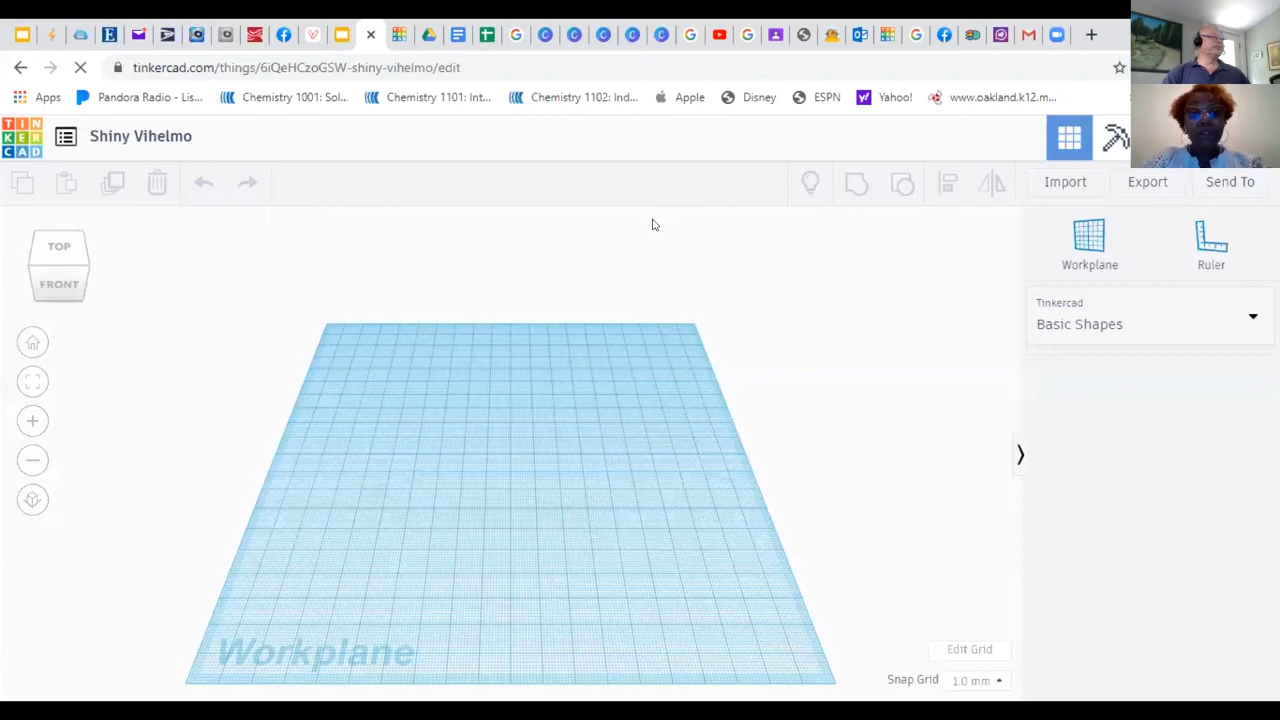 tinkercad.com/things/6iQeHCzoGSW-shiny-vihelmo/edit
Apps Pandora Radio - Lis... Chemistry 1001: Sol... Chemistry 1101: Int... Chemistry 1102: Ind... Apple Disney ESPN Yahoo! www.oakland.k12.m...
TIN
KER
CAD
Shiny Vihelmo
Import Export Send To
TOP
FRONT
Workplane Ruler
Tinkercad
Basic Shapes
Workplane
Edit Grid
Snap Grid 1.0 mm